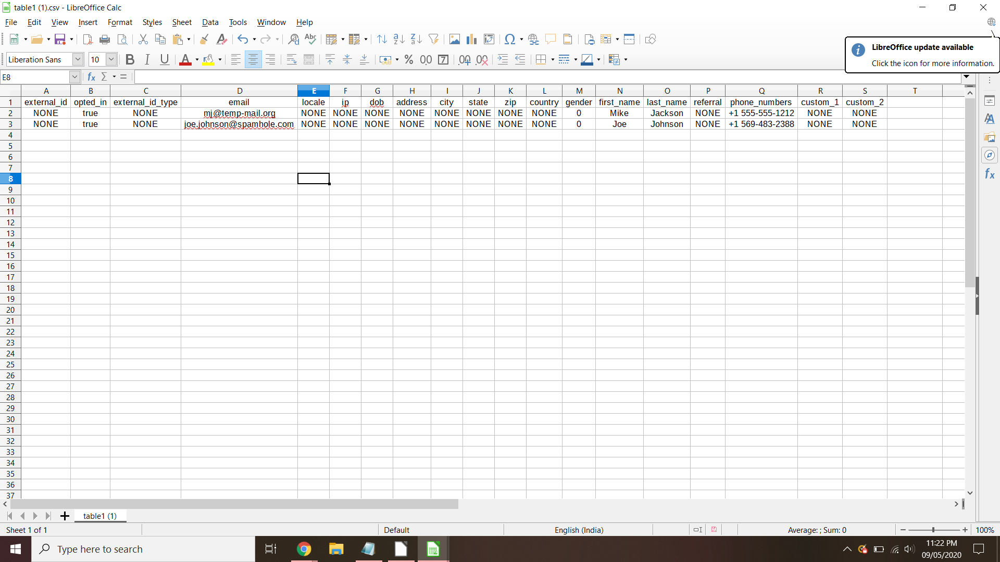 table1 (1).csv - LibreOffice Calc
File Edit View Insert Format Styles Sheet Data Tools Window Help
LibreOffice update available
Click the icon for more information.
Liberation Sans 10
E8
A B C D E F G H I J K L M N O P Q R S T
1 external_id opted_in external_id_type email locale ip dob address city state zip country gender first_name last_name referral phone_numbers custom_1 custom_2
2 NONE true NONE mj@temp-mail.org NONE NONE NONE NONE NONE NONE NONE NONE 0 Mike Jackson NONE +1 555-555-1212 NONE NONE
3 NONE true NONE joe.johnson@spamhole.com NONE NONE NONE NONE NONE NONE NONE NONE 0 Joe Johnson NONE +1 569-483-2388 NONE NONE
4
5
6
7
8
9
10
11
12
13
14
15
16
17
18
19
20
21
22
23
24
25
26
27
28
29
30
31
32
33
34
35
36
37
table1 (1)
Sheet 1 of 1 Default English (India) Average: ; Sum: 0 100%
Type here to search
11:22 PM
09/05/2020